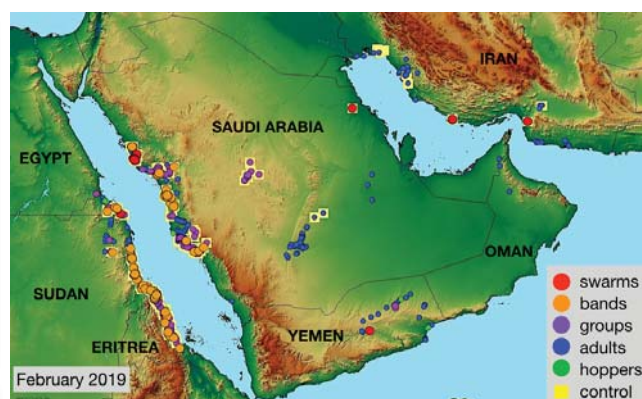 IRAN
SAUDI ARABIA
EGYPT
OMAN
SUDAN
YEMEN
ERITREA
February 2019
swarms
bands
groups
adults
hoppers
control